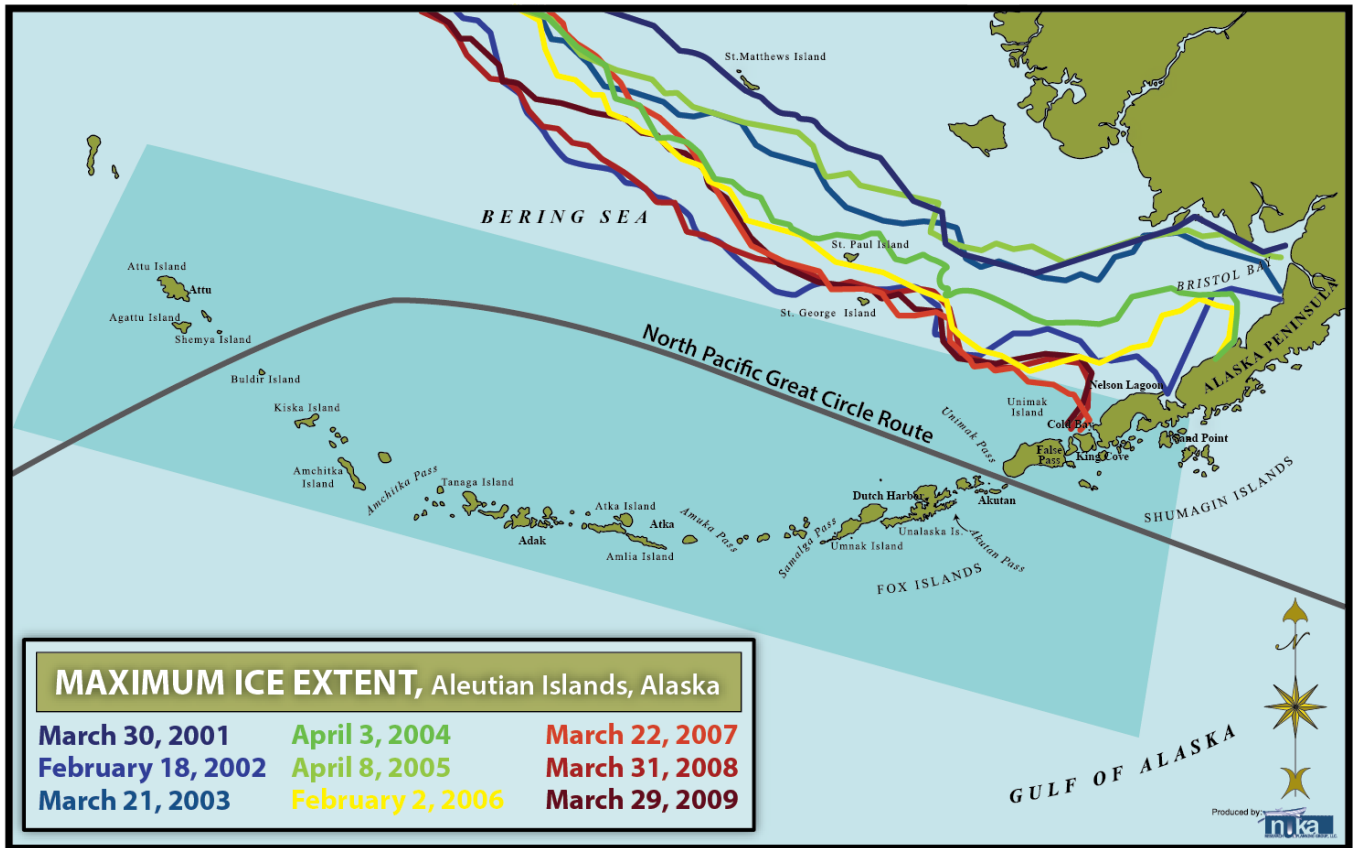 St.Matthews Island
BERING SEA
St. Paul Island
BRISTOL BAY
Attu Island
Attu
St. George Island
Agattu Island
Shemya Island
North Pacific Great Circle Route
ALASKA PENINSULA
Buldir Island
Nelson Lagoon
Kiska Island
Unimak
Island
Unimak Pass
Cold Bay
Sand Point
False
Pass
King Cove
Amchitka
Island
Amchitka Pass
Tanaga Island
Dutch Harbor
Akutan
SHUMAGIN ISLANDS
Atka Island
Atka
Amuka Pass
Adak
Amlia Island
Samalga Pass
Umnak Island
Unalaska Is.
Akutan Pass
FOX ISLANDS
N
MAXIMUM ICE EXTENT, Aleutian Islands, Alaska
March 30, 2001
February 18, 2002
March 21, 2003
April 3, 2004
April 8, 2005
February 2, 2006
March 22, 2007
March 31, 2008
March 29, 2009
GULF OF ALASKA
Produced by:
nuka